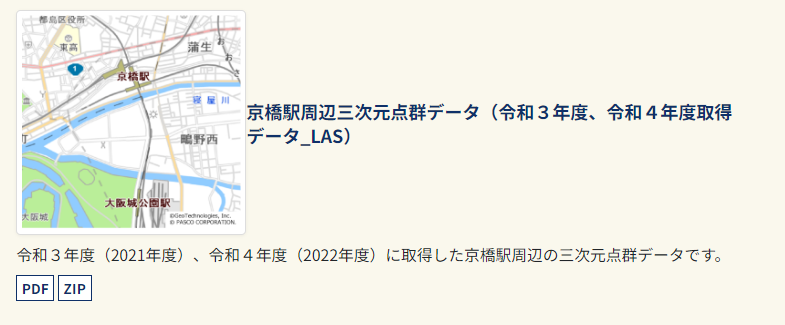 都島区役所
東高
蒲生
おおさ
1
京橋駅
寝屋川
鴫野西
町
大阪城公園駅
大阪城
©GeoTechnologies, Inc.
© PASCO CORPORATION.
京橋駅周辺三次元点群データ（令和３年度、令和４年度取得
データ_LAS）
令和３年度（2021年度）、令和４年度（2022年度）に取得した京橋駅周辺の三次元点群データです。
PDF ZIP